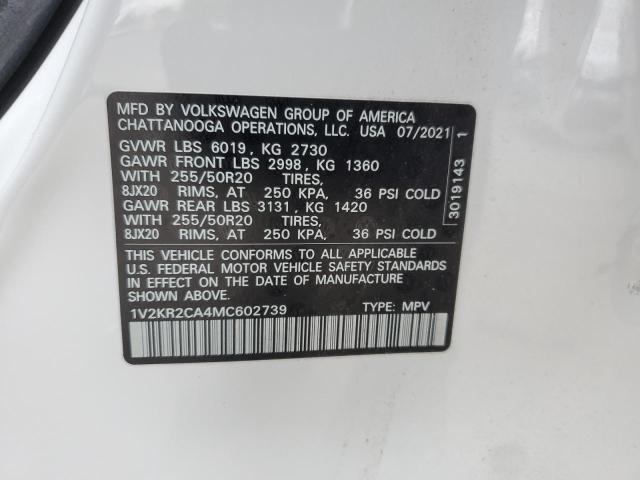 MFD BY VOLKSWAGEN GROUP OF AMERICA
CHATTANOOGA OPERATIONS, LLC. USA 07/2021
GVWR LBS 6019, KG 2730
GAWR FRONT LBS 2998, KG 1360
WITH 255/50R20 TIRES,
8JX20 RIMS, AT 250 KPA, 36 PSI COLD
GAWR REAR LBS 3131, KG 1420
WITH 255/50R20 TIRES,
8JX20 RIMS, AT 250 KPA, 36 PSI COLD
THIS VEHICLE CONFORMS TO ALL APPLICABLE
U.S. FEDERAL MOTOR VEHICLE SAFETY STANDARDS
IN EFFECT ON THE DATE OF MANUFACTURE
SHOWN ABOVE
1V2KR2CA4MC602739 TYPE: MPV
3019143 1